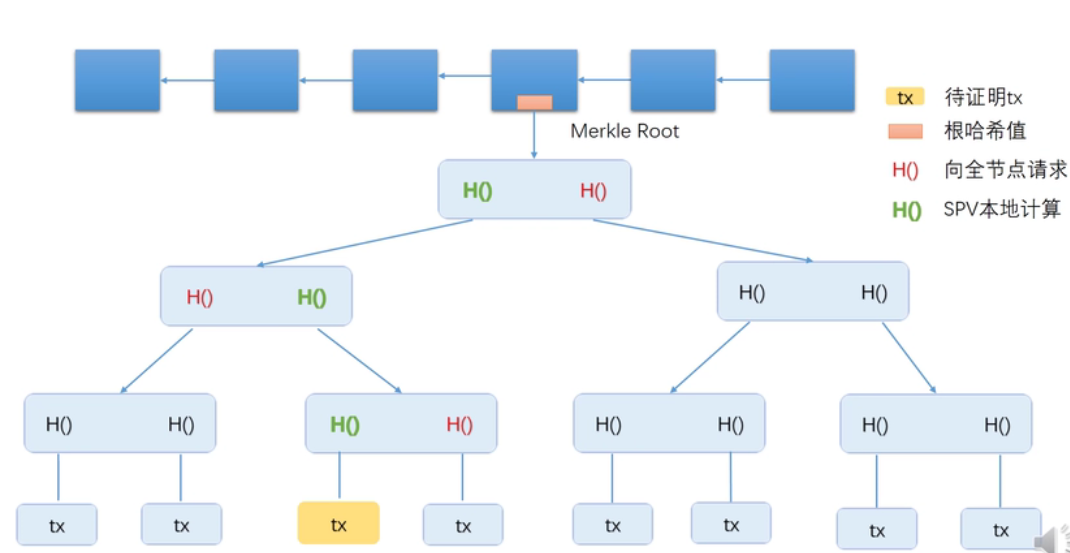 tx 待证明tx
Merkle Root 根哈希值
H() H() H() 向全节点请求
H() SPV本地计算
H() H() H() H()
H() H() H() H() H() H() H() H()
tx tx tx tx tx tx tx tx